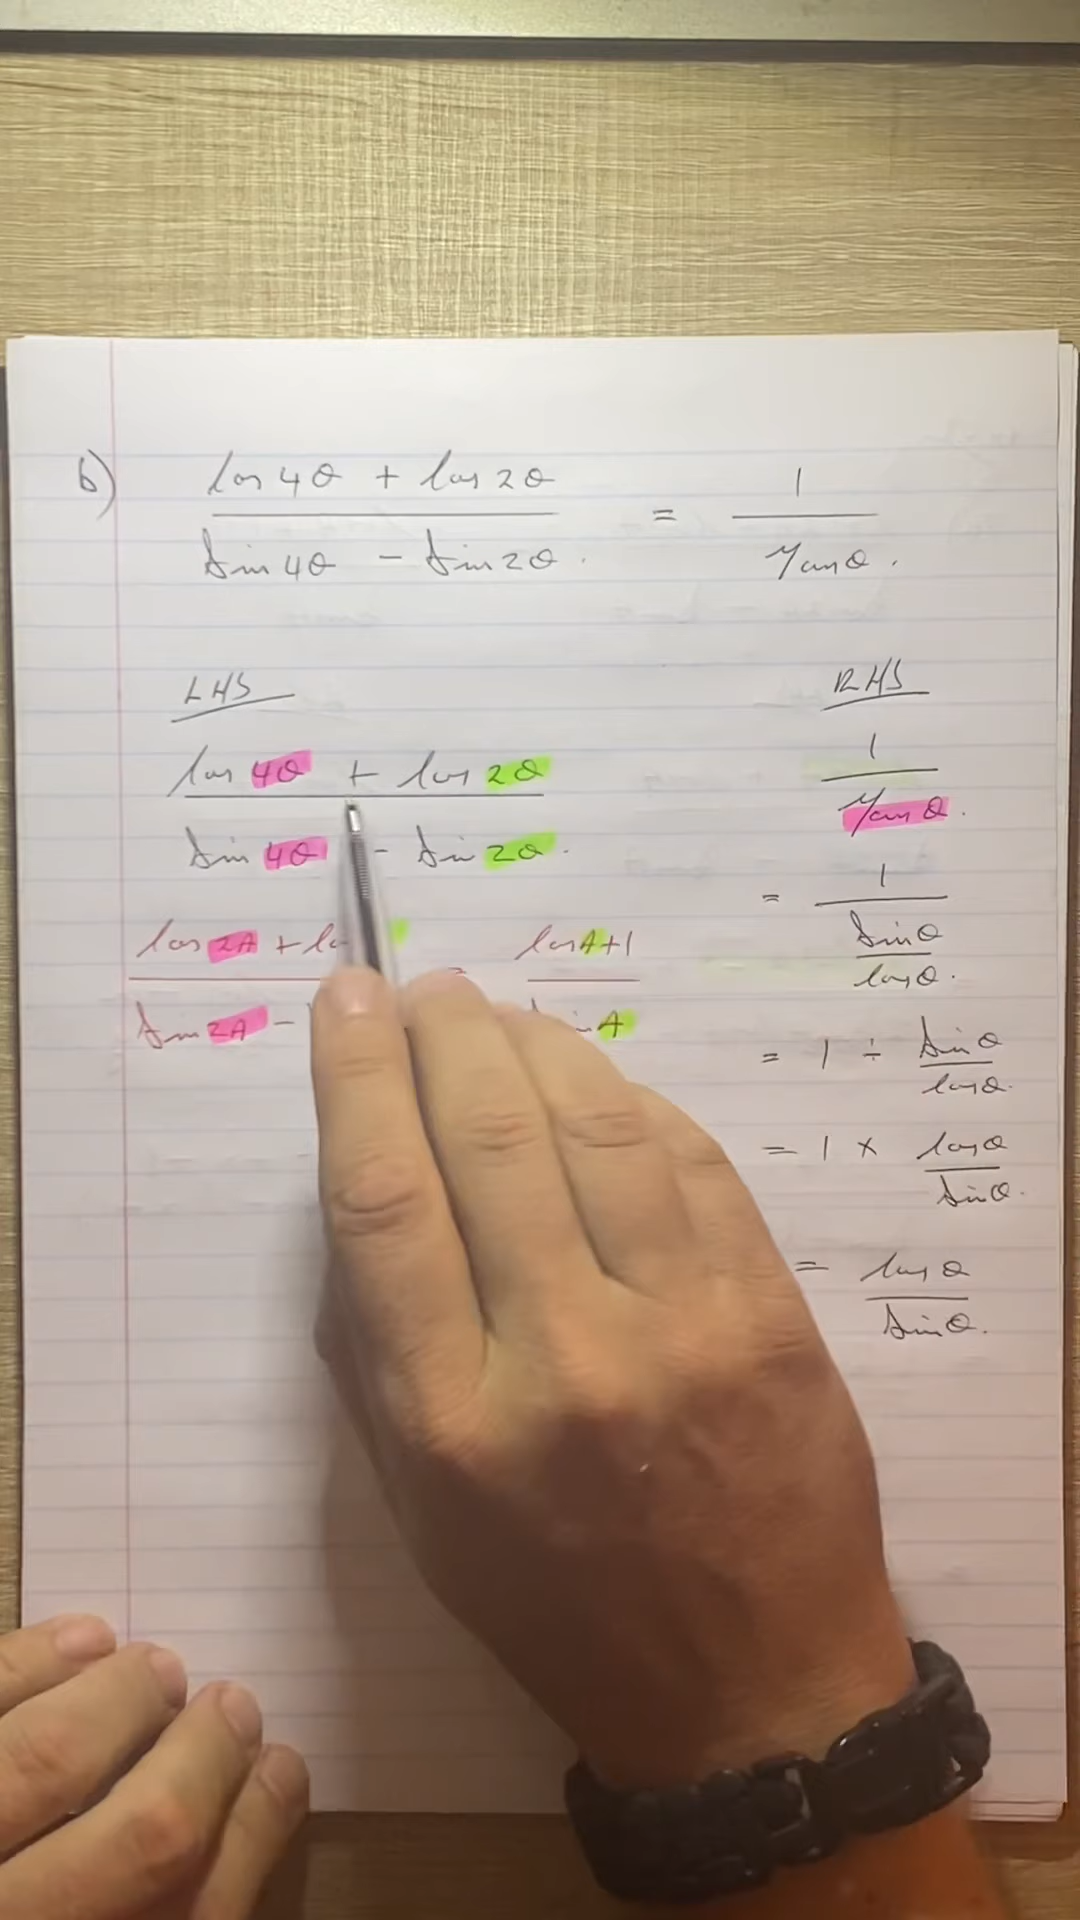 b) cos 4θ + cos 2θ = 1
sin 4θ - sin 2θ. Tan θ.
LHS RHS
cos 4θ + cos 2θ 1
sin 4θ - sin 2θ. Tan θ.
= 1
cos 2A + = cos A + 1 sin θ
cos θ.
sin 2A - A
= 1 ÷ sin θ
cos θ.
= 1 × cos θ
sin θ.
= cos θ
sin θ.